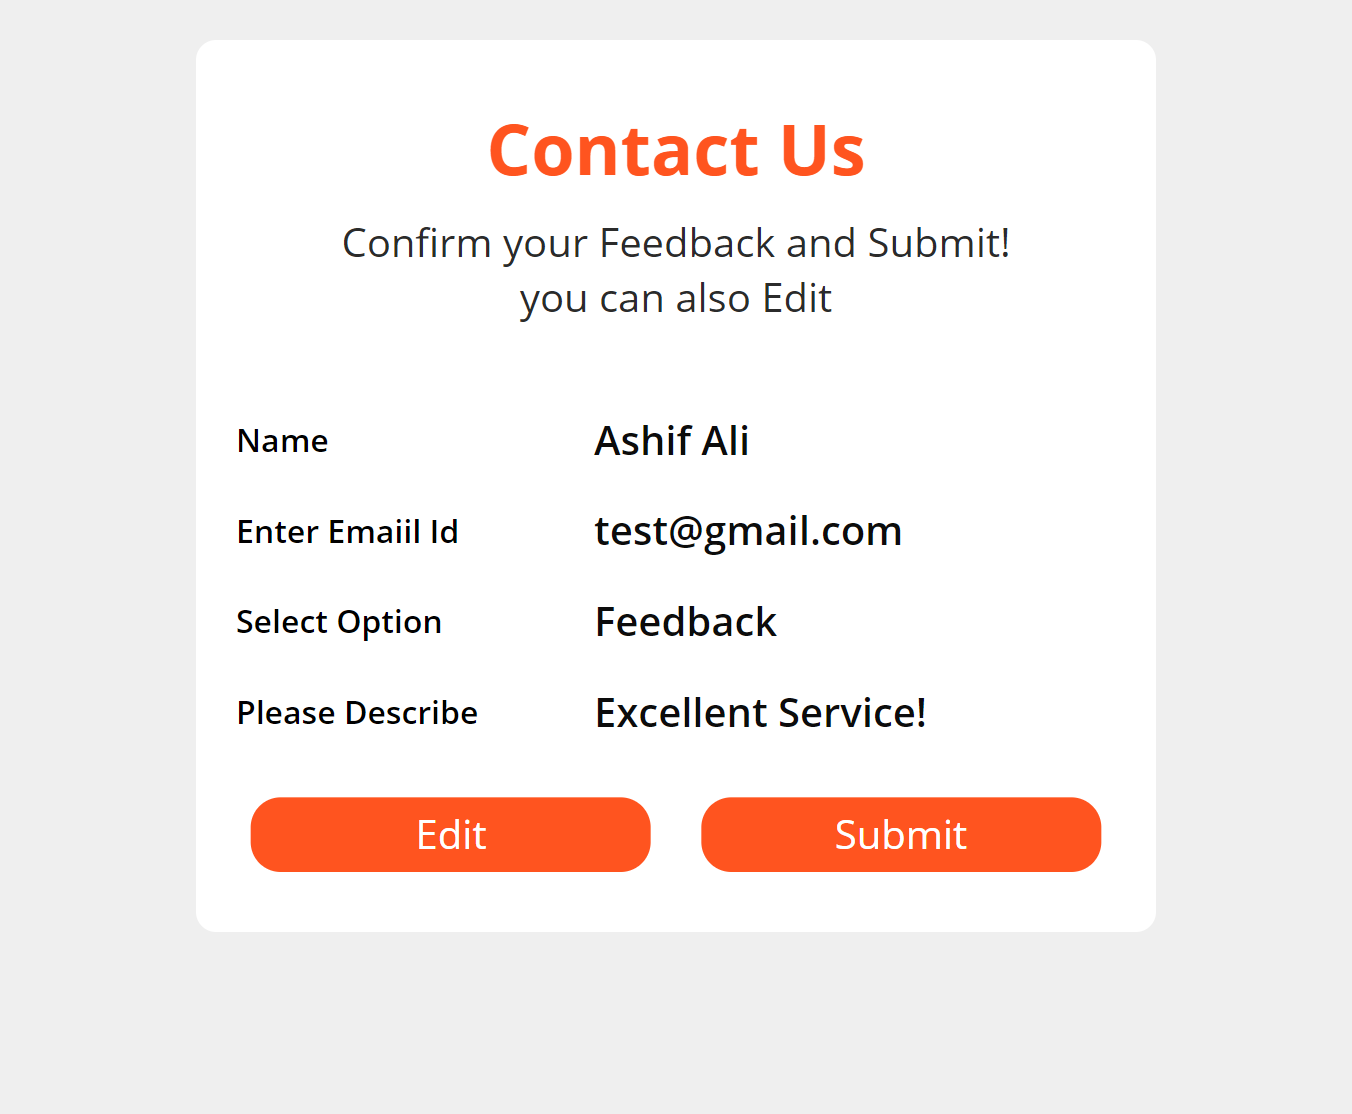 Contact Us
Confirm your Feedback and Submit!
you can also Edit
Name Ashif Ali
Enter Emaiil Id test@gmail.com
Select Option Feedback
Please Describe Excellent Service!
Edit Submit